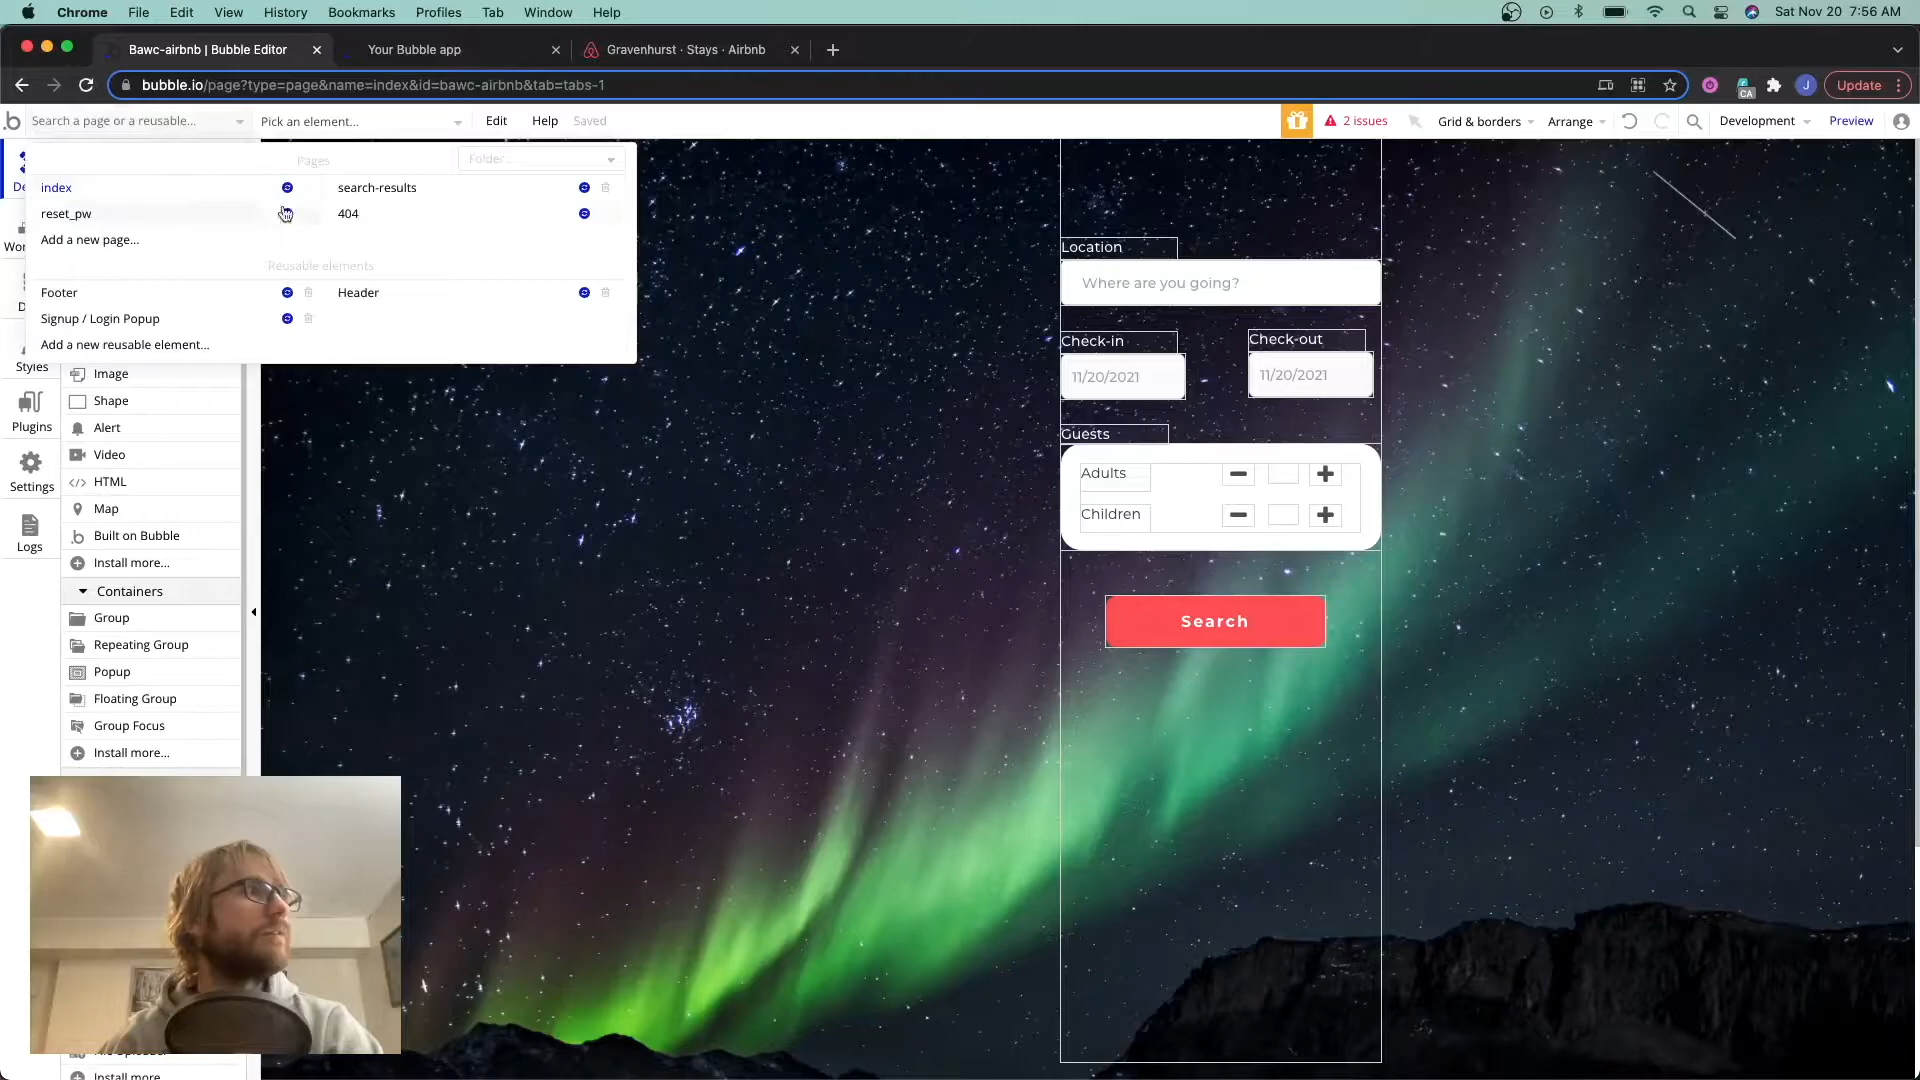 Chrome File Edit View History Bookmarks Profiles Tab Window Help Sat Nov 20 7:56 AM
Bawc-airbnb | Bubble Editor Your Bubble app Gravenhurst · Stays · Airbnb
bubble.io/page?type=page&name=index&id=bawc-airbnb&tab=tabs-1 CA J Update
Search a page or a reusable... Pick an element... Edit Help Saved 2 issues Grid & borders Arrange Development Preview
Pages Folder ...
index search-results
reset_pw 404
Add a new page...
Reusable elements
Footer Header
Signup / Login Popup
Add a new reusable element...
Styles
Plugins
Settings
Logs
Image
Shape
Alert
Video
HTML
Map
Built on Bubble
Install more...
Containers
Group
Repeating Group
Popup
Floating Group
Group Focus
Install more...
Install more
Location
Where are you going?
Check-in Check-out
11/20/2021 11/20/2021
Guests
Adults
Children
Search